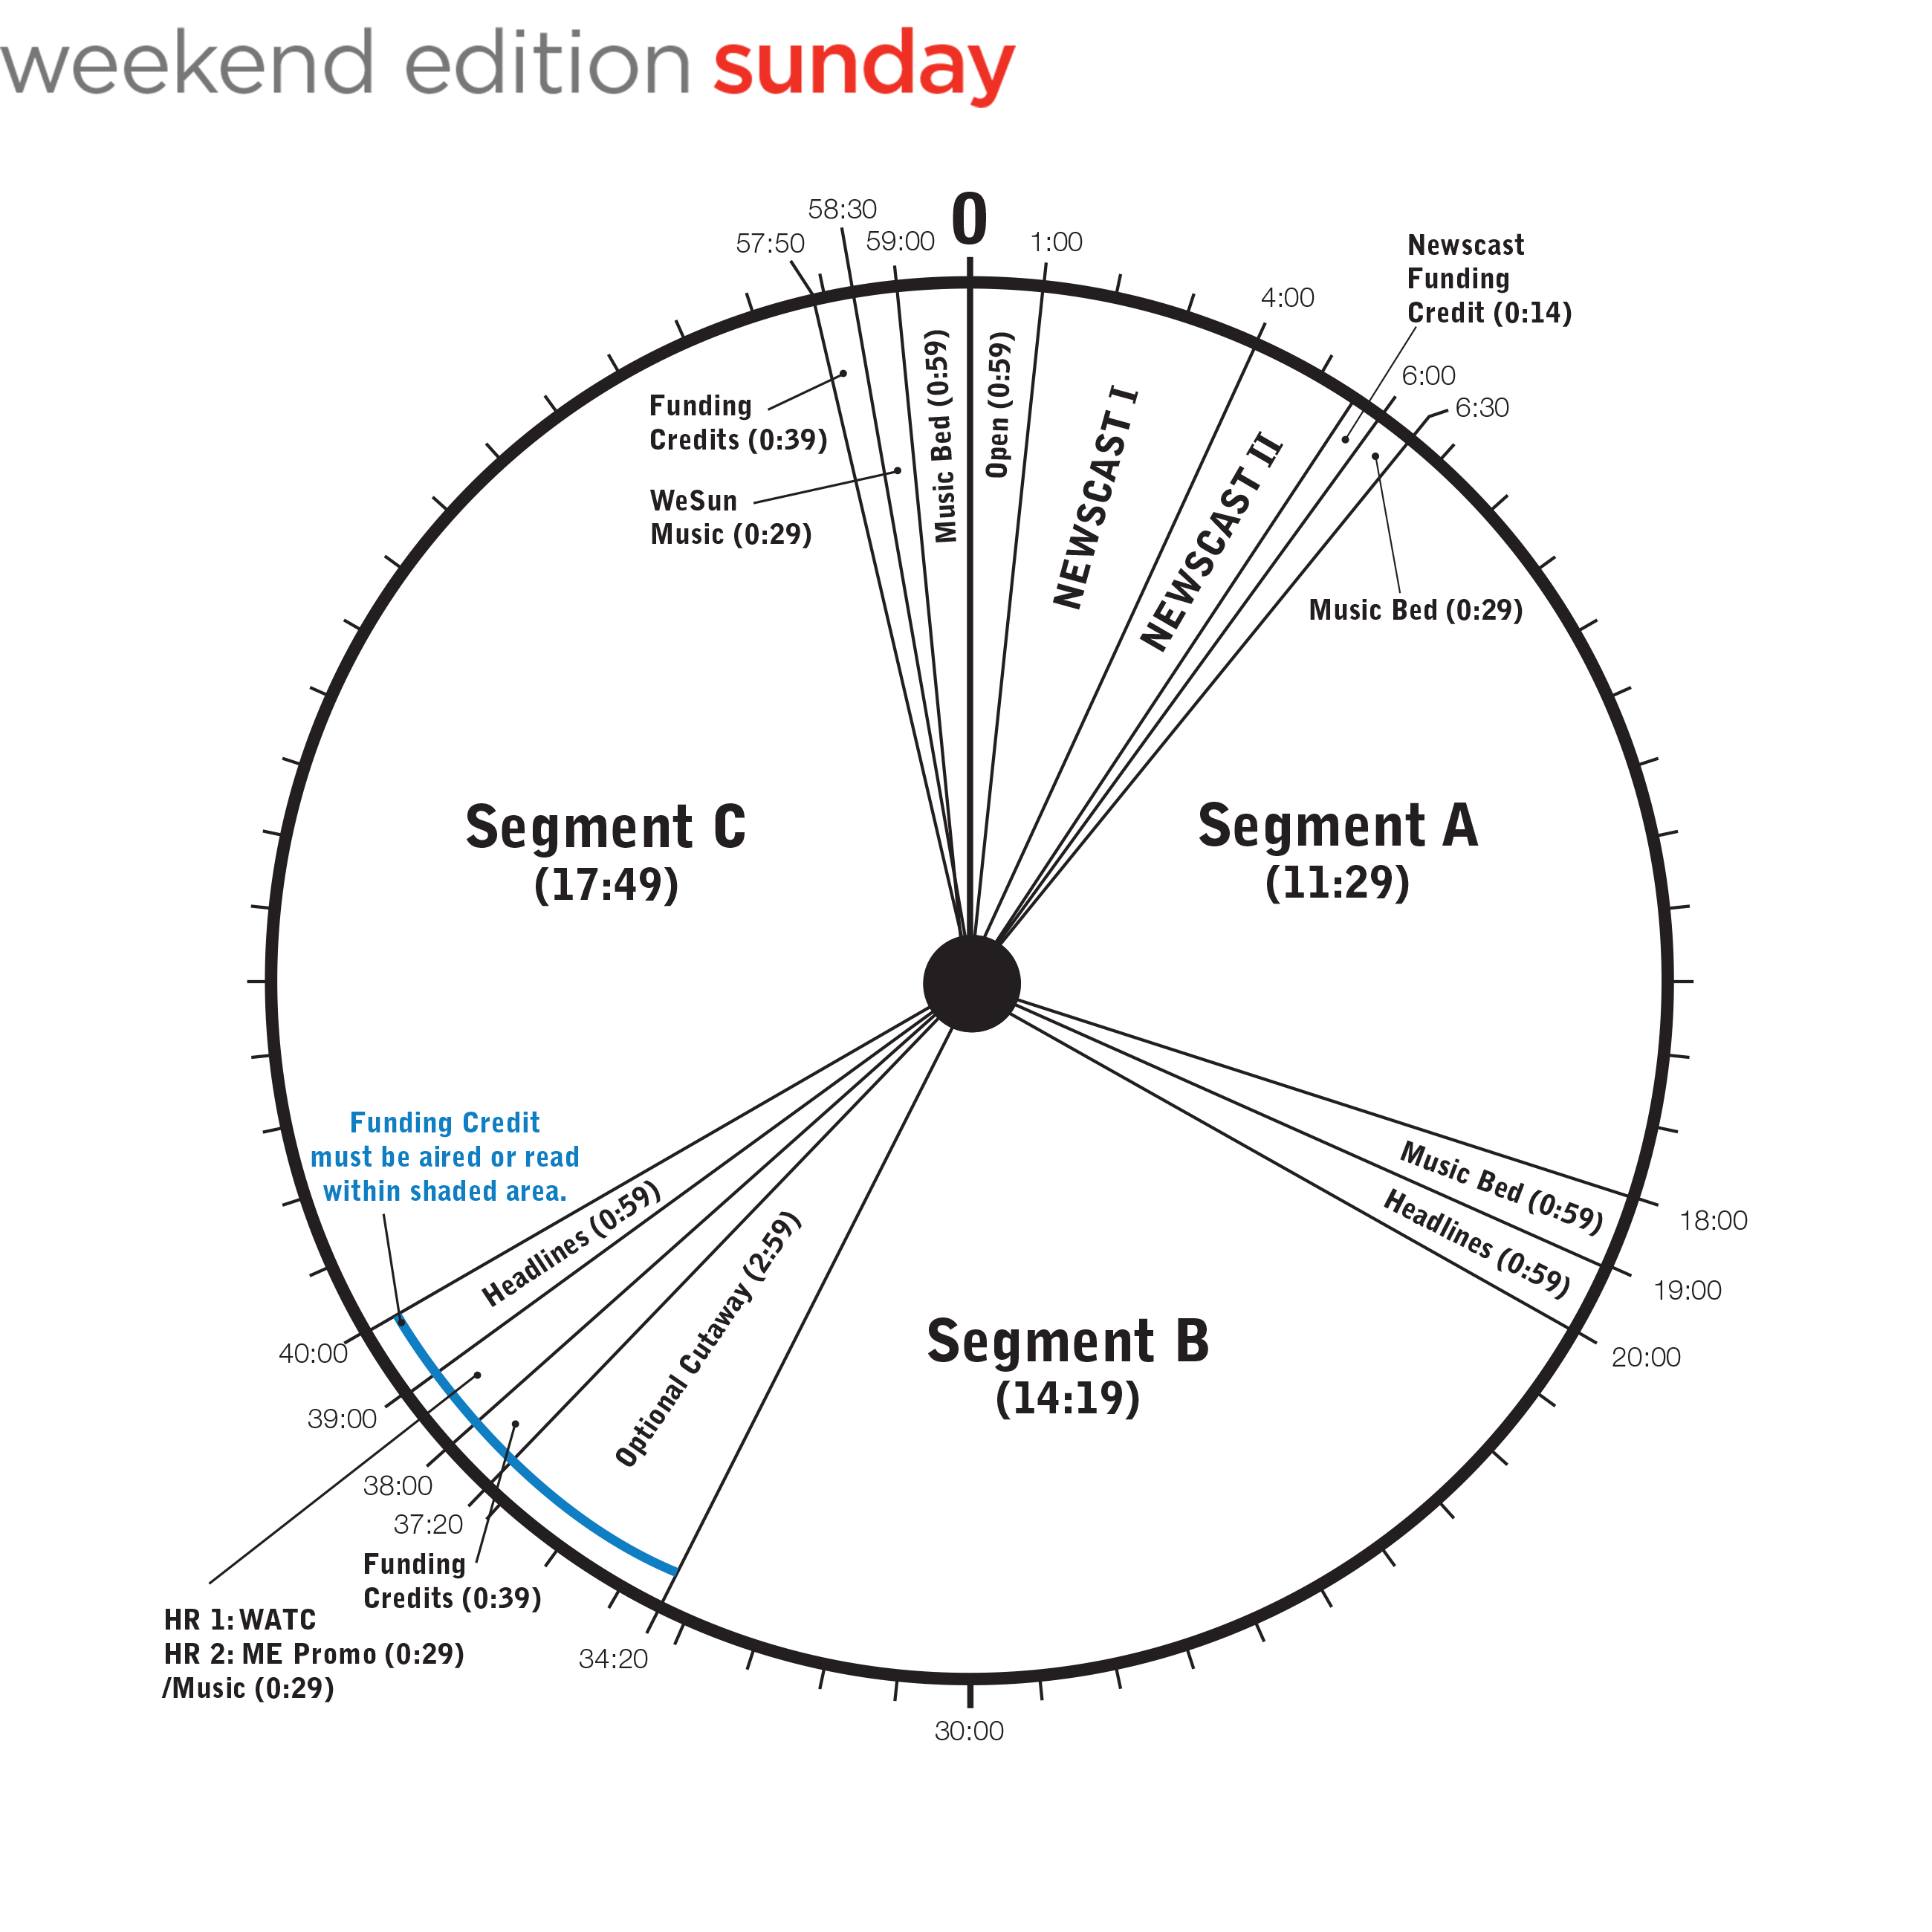 weekend edition sunday
58:30
57:50
59:00
0
1:00
4:00
Newscast
Funding
Credit (0:14)
6:00
6:30
Funding
Credits (0:39)
WeSun
Music (0:29)
Music Bed (0:59)
Open (0:59)
NEWSCAST I
NEWSCAST II
Music Bed (0:29)
Segment C
(17:49)
Segment A
(11:29)
Funding Credit
must be aired or read
within shaded area.
Headlines (0:59)
Optional Cutaway (2:59)
Music Bed (0:59)
Headlines (0:59)
18:00
19:00
20:00
Segment B
(14:19)
40:00
39:00
38:00
37:20
Funding
Credits (0:39)
HR 1: WATC
HR 2: ME Promo (0:29)
/Music (0:29)
34:20
30:00